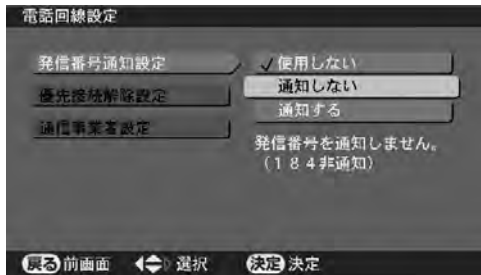 電話回線設定
発信番号通知設定
✓使用しない
通知しない
優先接続解除設定
通知する
通信事業者設定
発信番号を通知しません。
(184非通知)
戻る 前画面 選択 決定 決定